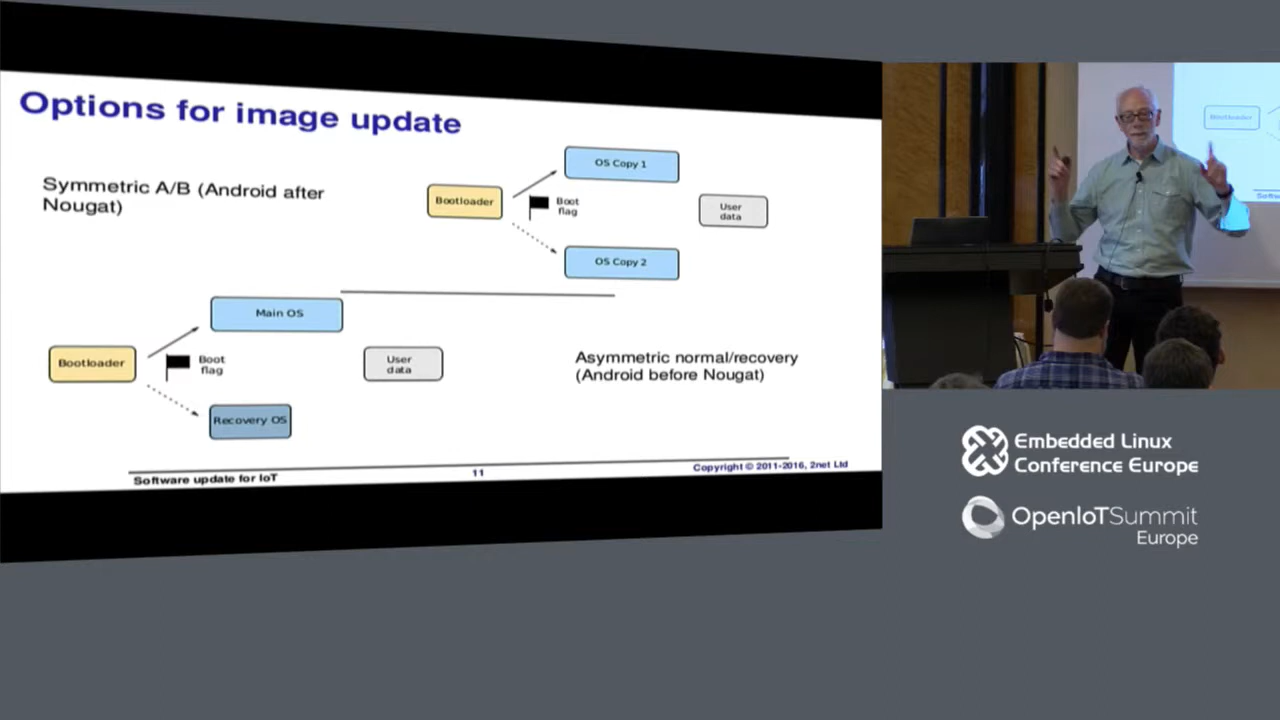 Options for image update
Symmetric A/B (Android after
Nougat)
Bootloader
OS Copy 1
Boot
flag
User
data
OS Copy 2
Main OS
Bootloader
Boot
flag
User
data
Recovery OS
Asymmetric normal/recovery
(Android before Nougat)
Software update for IoT
11
Copyright © 2011-2016, 2net Ltd
Bootloader
Embedded Linux
Conference Europe
OpenIoTSummit
Europe